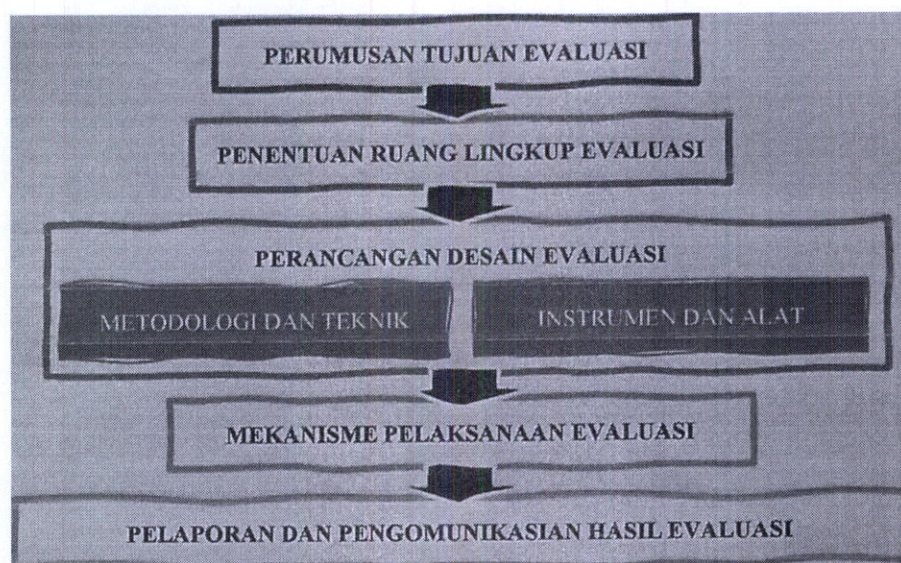 PERUMUSAN TUJUAN EVALUASI
PENENTUAN RUANG LINGKUP EVALUASI
PERANCANGAN DESAIN EVALUASI
METODOLOGI DAN TEKNIK
INSTRUMEN DAN ALAT
MEKANISME PELAKSANAAN EVALUASI
PELAPORAN DAN PENGOMUNIKASIAN HASIL EVALUASI